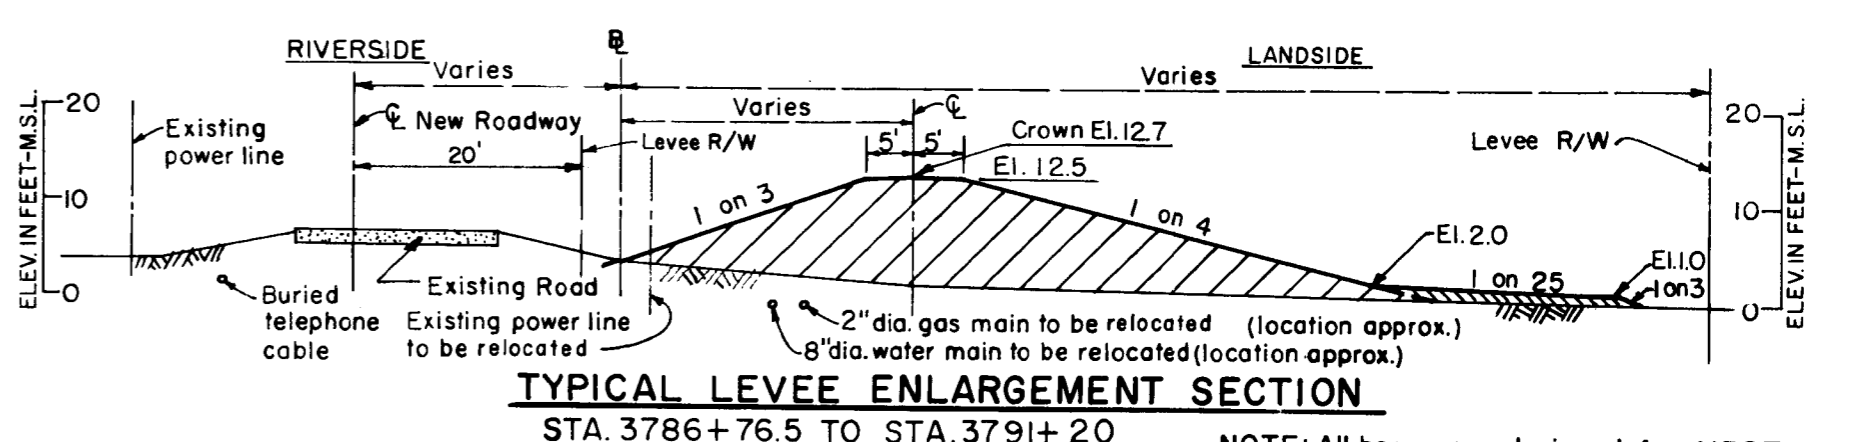 RIVERSIDE
LANDSIDE
B L
Varies
Varies
Varies
ELEV. IN FEET-M.S.L.
20
10
0
Existing
power line
C L New Roadway
20'
Levee R/W
C L
5' 5'
Crown El. 12.7
El. 12.5
Levee R/W
20
10
0
ELEV. IN FEET-M.S.L.
1 on 3
1 on 4
El. 2.0
1 on 25
El. 1.0
1 on 3
Buried
telephone
cable
Existing Road
Existing power line
to be relocated
2" dia. gas main to be relocated (location approx.)
8" dia. water main to be relocated (location approx.)
TYPICAL LEVEE ENLARGEMENT SECTION
STA. 3786+76.5 TO STA. 3791+20
NOTE: All